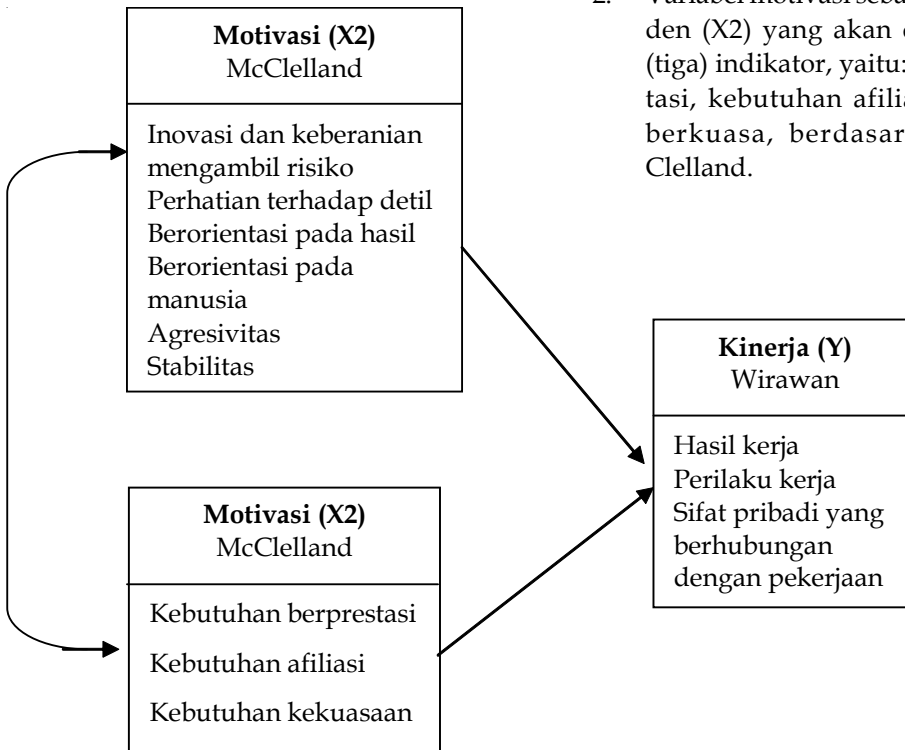 Motivasi (X2)
McClelland
Inovasi dan keberanian
mengambil risiko
Perhatian terhadap detil
Berorientasi pada hasil
Berorientasi pada
manusia
Agresivitas
Stabilitas
Motivasi (X2)
McClelland
Kebutuhan berprestasi
Kebutuhan afiliasi
Kebutuhan kekuasaan
den (X2) yang akan
(tiga) indikator, yaitu:
tasi, kebutuhan
berkuasa,
Clelland.
Kinerja (Y)
Wirawan
Hasil kerja
Perilaku kerja
Sifat pribadi yang
berhubungan
dengan pekerjaan